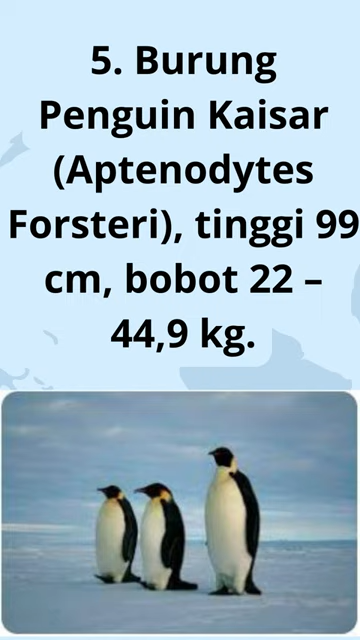 5. Burung
Penguin Kaisar
(Aptenodytes
Forsteri), tinggi 99
cm, bobot 22 –
44,9 kg.